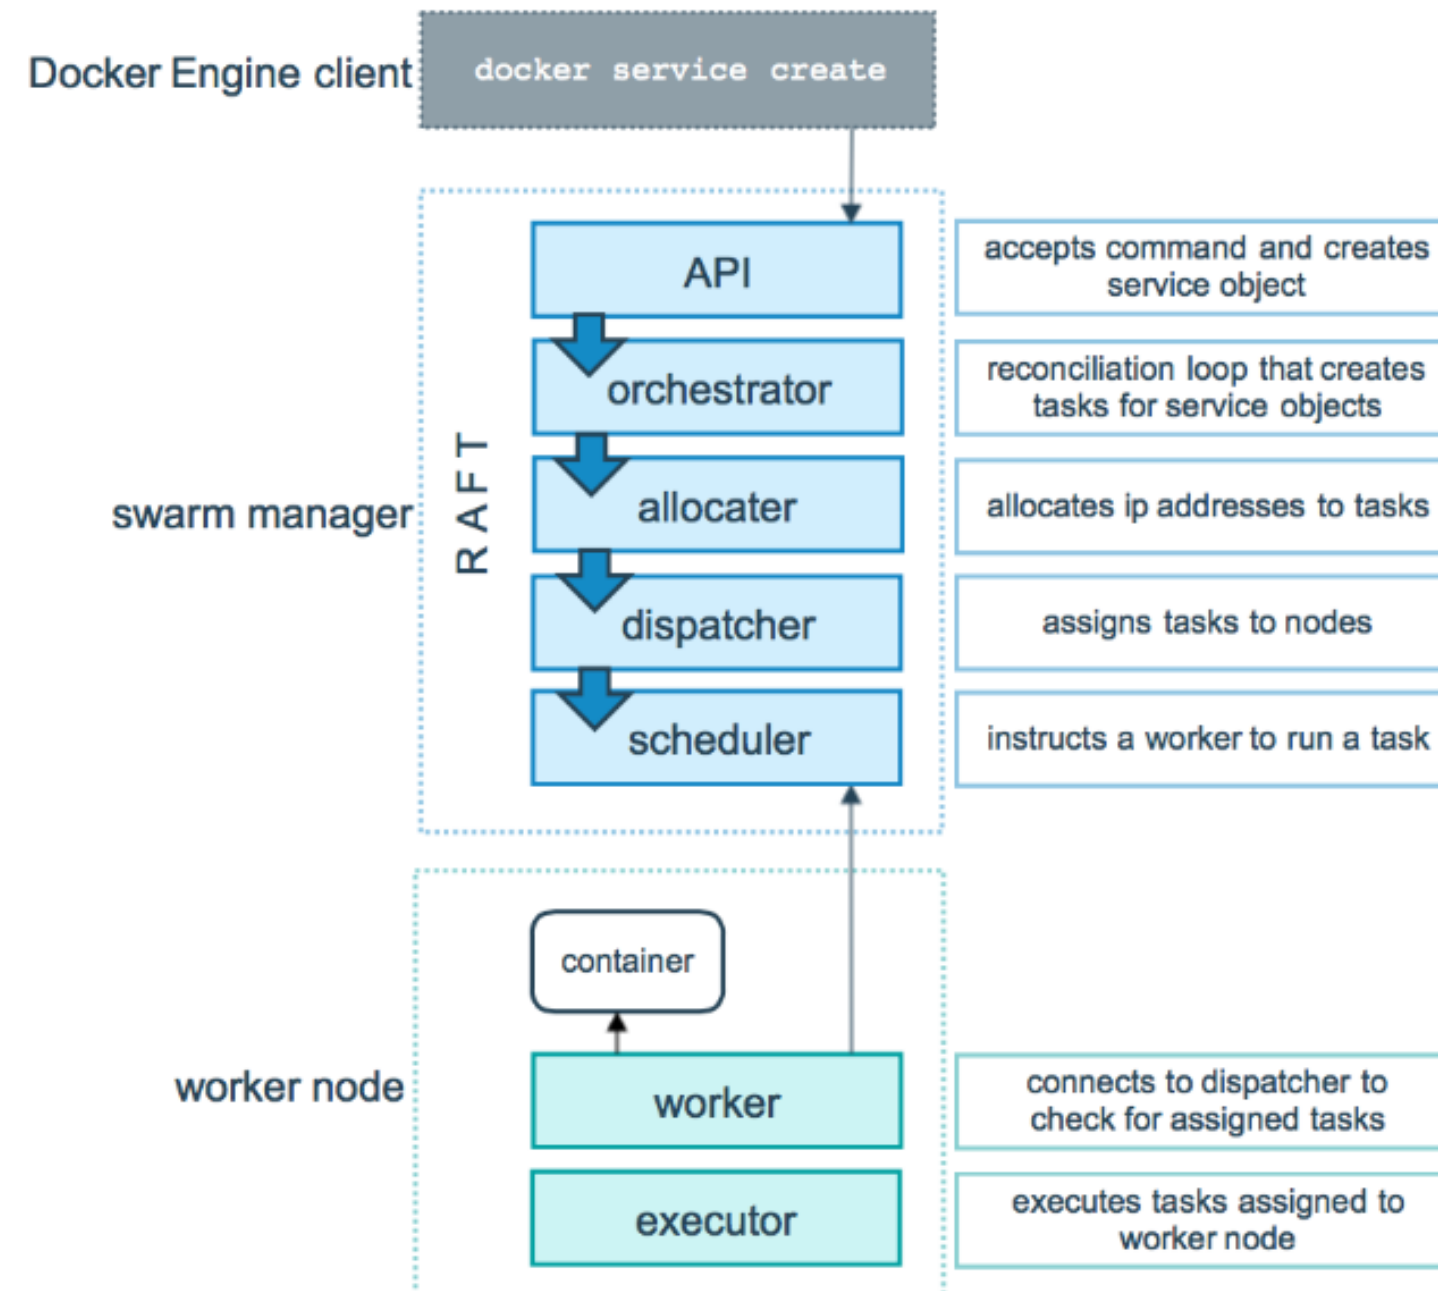 Docker Engine client
docker service create
swarm manager
RAFT
API
accepts command and creates
service object
orchestrator
reconciliation loop that creates
tasks for service objects
allocater
allocates ip addresses to tasks
dispatcher
assigns tasks to nodes
scheduler
instructs a worker to run a task
worker node
container
worker
connects to dispatcher to
check for assigned tasks
executor
executes tasks assigned to
worker node